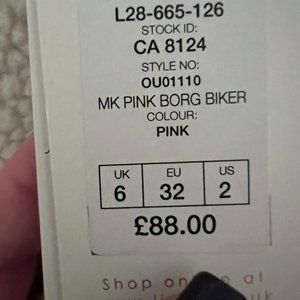 L28-665-126
STOCK ID:
CA 8124
STYLE NO:
OU01110
MK PINK BORG BIKER
COLOUR:
PINK
UK EU US
6 32 2
£88.00
Shop at